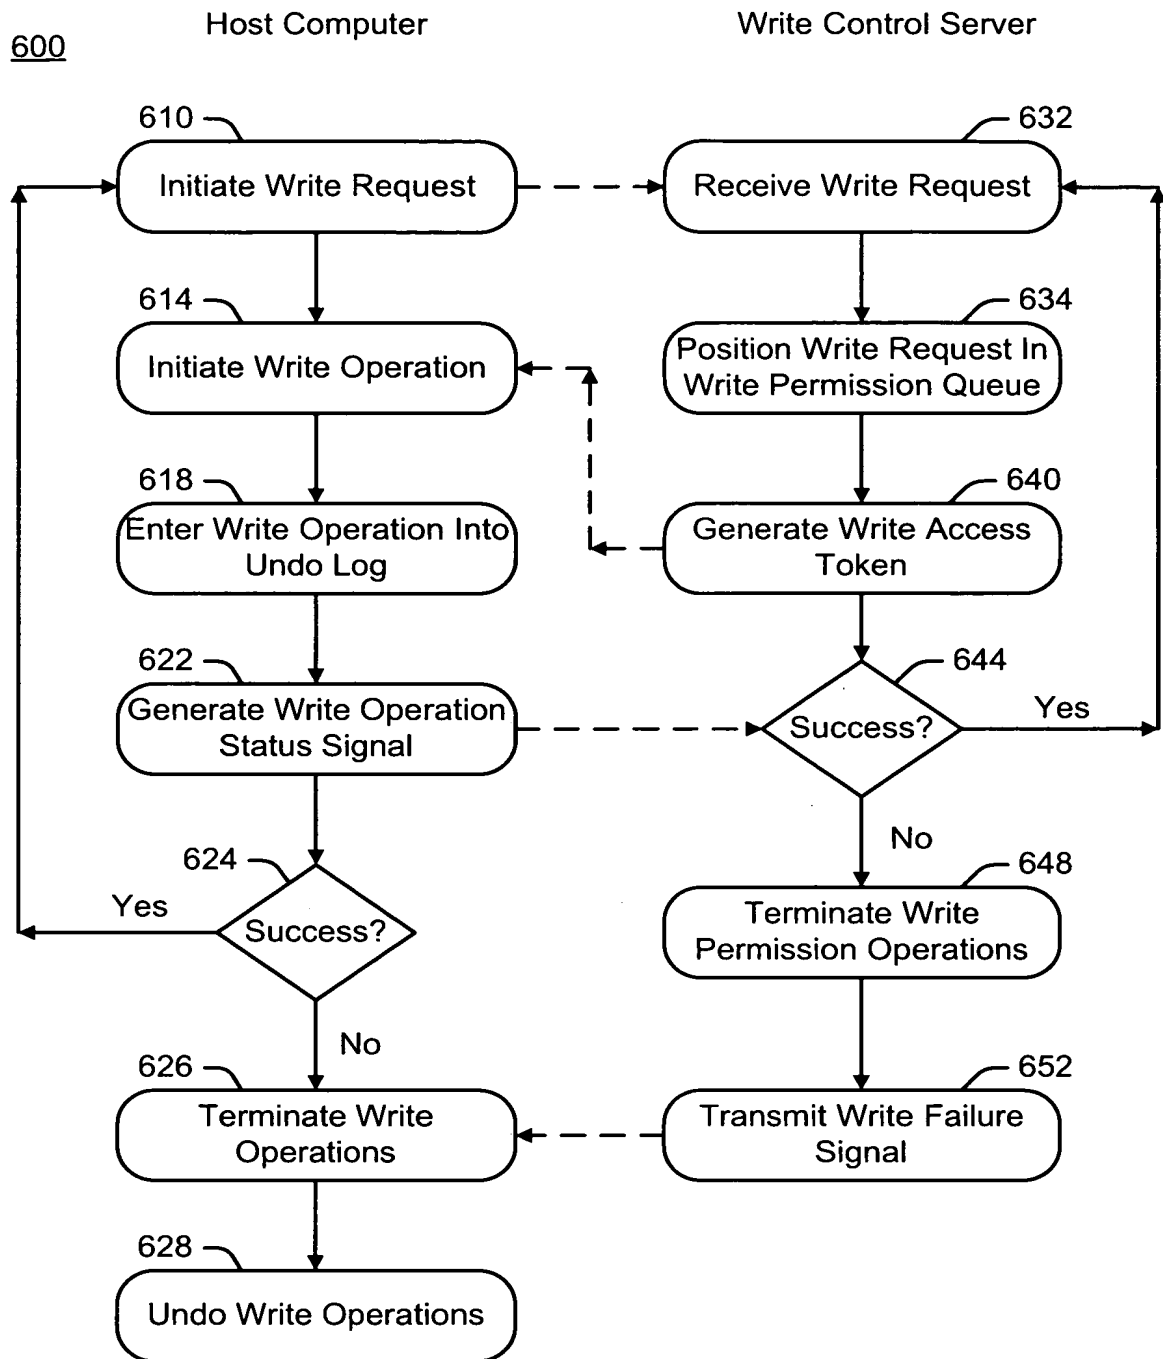 Host Computer
Write Control Server
600
610
632
Initiate Write Request
Receive Write Request
614
634
Initiate Write Operation
Position Write Request In
Write Permission Queue
618
640
Enter Write Operation Into
Undo Log
Generate Write Access
Token
622
644
Generate Write Operation
Status Signal
Success?
Yes
No
624
648
Yes
Success?
Terminate Write
Permission Operations
No
626
652
Terminate Write
Operations
Transmit Write Failure
Signal
628
Undo Write Operations